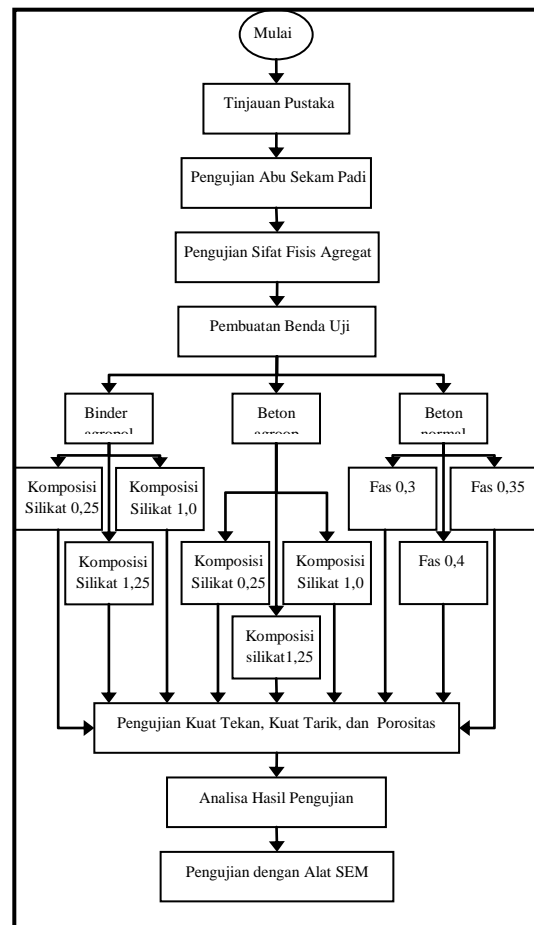 Mulai
Tinjauan Pustaka
Pengujian Abu Sekam Padi
Pengujian Sifat Fisis Agregat
Pembuatan Benda Uji
Binder
agropol
Beton
Beton
normal
Komposisi
Silikat 0,25
Komposisi
Silikat 1,0
Komposisi
Silikat 1,25
Komposisi
Silikat 0,25
Komposisi
Silikat 1,0
Komposisi
silikat1,25
Fas 0,3
Fas 0,35
Fas 0,4
Pengujian Kuat Tekan, Kuat Tarik, dan Porositas
Analisa Hasil Pengujian
Pengujian dengan Alat SEM